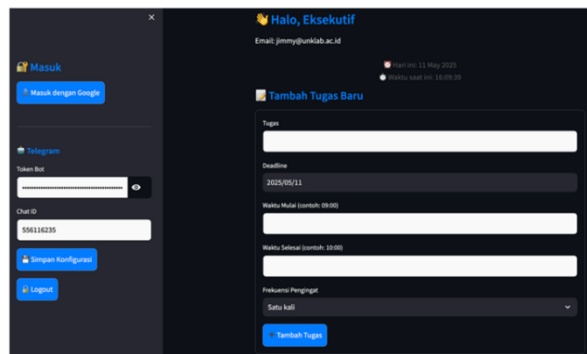 ×
Masuk
Masuk dengan Google
Telegram
Token Bot
Chat ID
556116235
Simpan Konfigurasi
Logout
Halo, Eksekutif
Email: jimmy@unklab.ac.id
Hari ini: 11 May 2025
Waktu saat ini: 16:09:39
Tambah Tugas Baru
Tugas
Deadline
2025/05/11
Waktu Mulai (contoh: 09:00)
Waktu Selesai (contoh: 10:00)
Frekuensi Pengingat
Satu kali
Tambah Tugas